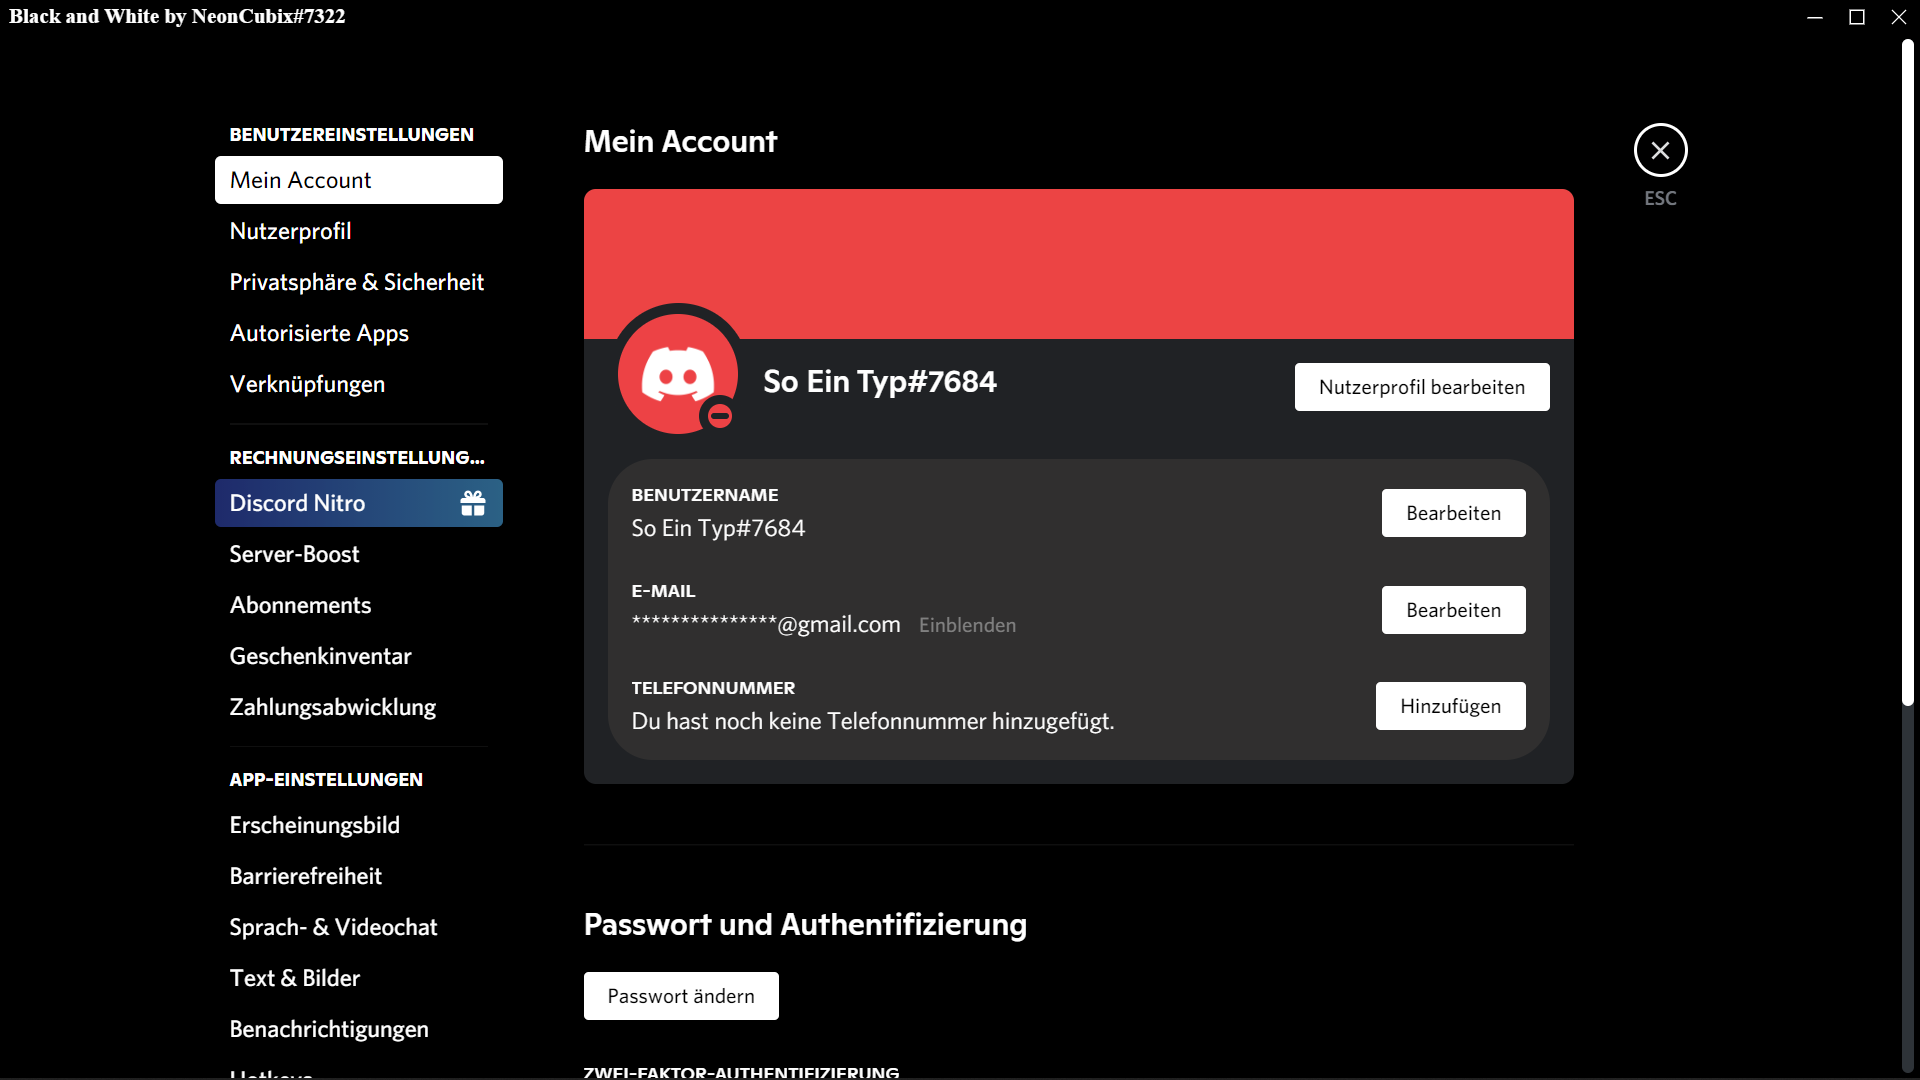 Black and White by NeonCubix#7322
BENUTZEREINSTELLUNGEN
Mein Account
Nutzerprofil
Privatsphäre & Sicherheit
Autorisierte Apps
Verknüpfungen
RECHNUNGSEINSTELLUNG...
Discord Nitro
Server-Boost
Abonnements
Geschenkinventar
Zahlungsabwicklung
APP-EINSTELLUNGEN
Erscheinungsbild
Barrierefreiheit
Sprach- & Videochat
Text & Bilder
Benachrichtigungen
Hotkeys
Mein Account
ESC
So Ein Typ#7684
Nutzerprofil bearbeiten
BENUTZERNAME
So Ein Typ#7684
Bearbeiten
E-MAIL
***************@gmail.com Einblenden
Bearbeiten
TELEFONNUMMER
Du hast noch keine Telefonnummer hinzugefügt.
Hinzufügen
Passwort und Authentifizierung
Passwort ändern
ZWEI-FAKTOR-AUTHENTIFIZIERUNG